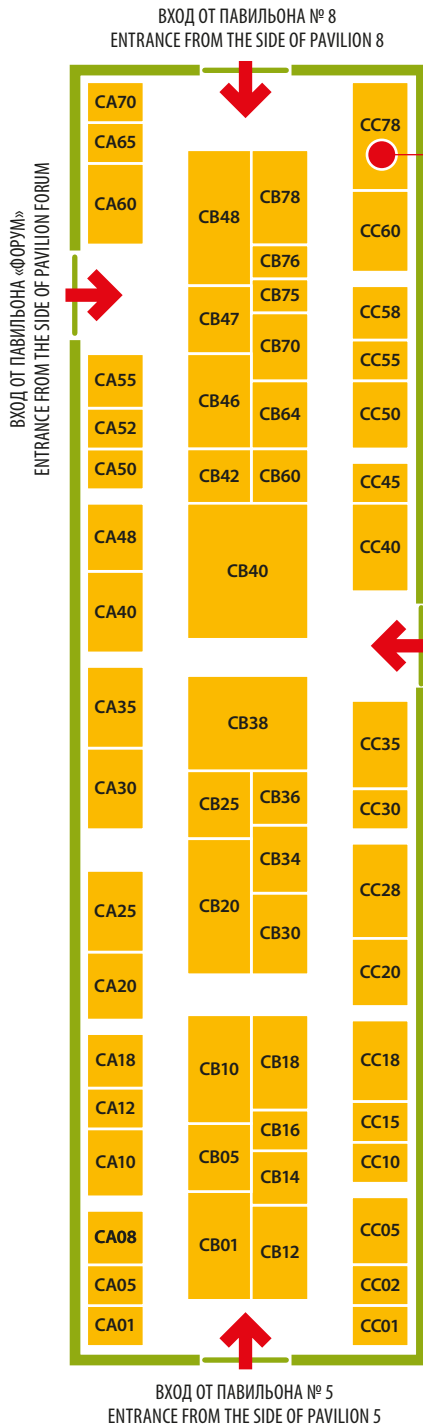 ВХОД ОТ ПАВИЛЬОНА № 8
ENTRANCE FROM THE SIDE OF PAVILION 8
ВХОД ОТ ПАВИЛЬОНА «ФОРУМ»
ENTRANCE FROM THE SIDE OF PAVILION FORUM
CA70
CA65
CA60
CA55
CA52
CA50
CA48
CA40
CA35
CA30
CA25
CA20
CA18
CA12
CA10
CA08
CA05
CA01
CB48
CB47
CB46
CB42
CB78
CB76
CB75
CB70
CB64
CB60
CB40
CB38
CB25
CB20
CB36
CB34
CB30
CB10
CB05
CB01
CB18
CB16
CB14
CB12
CC78
CC60
CC58
CC55
CC50
CC45
CC40
CC35
CC30
CC28
CC20
CC18
CC15
CC10
CC05
CC02
CC01
ВХОД ОТ ПАВИЛЬОНА № 5
ENTRANCE FROM THE SIDE OF PAVILION 5